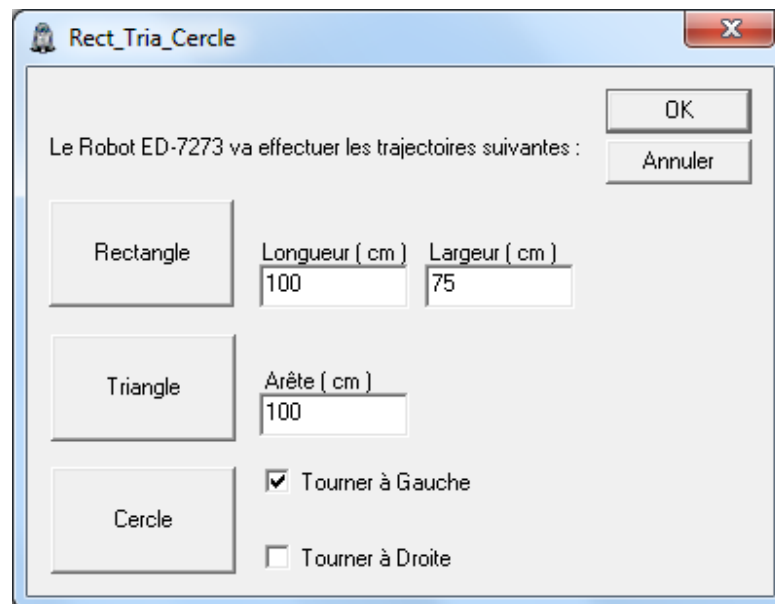 Rect_Tria_Cercle
OK
Le Robot ED-7273 va effectuer les trajectoires suivantes :
Annuler
Rectangle
Longueur ( cm ) Largeur ( cm )
100 75
Triangle
Arête ( cm )
100
Cercle
Tourner à Gauche
Tourner à Droite